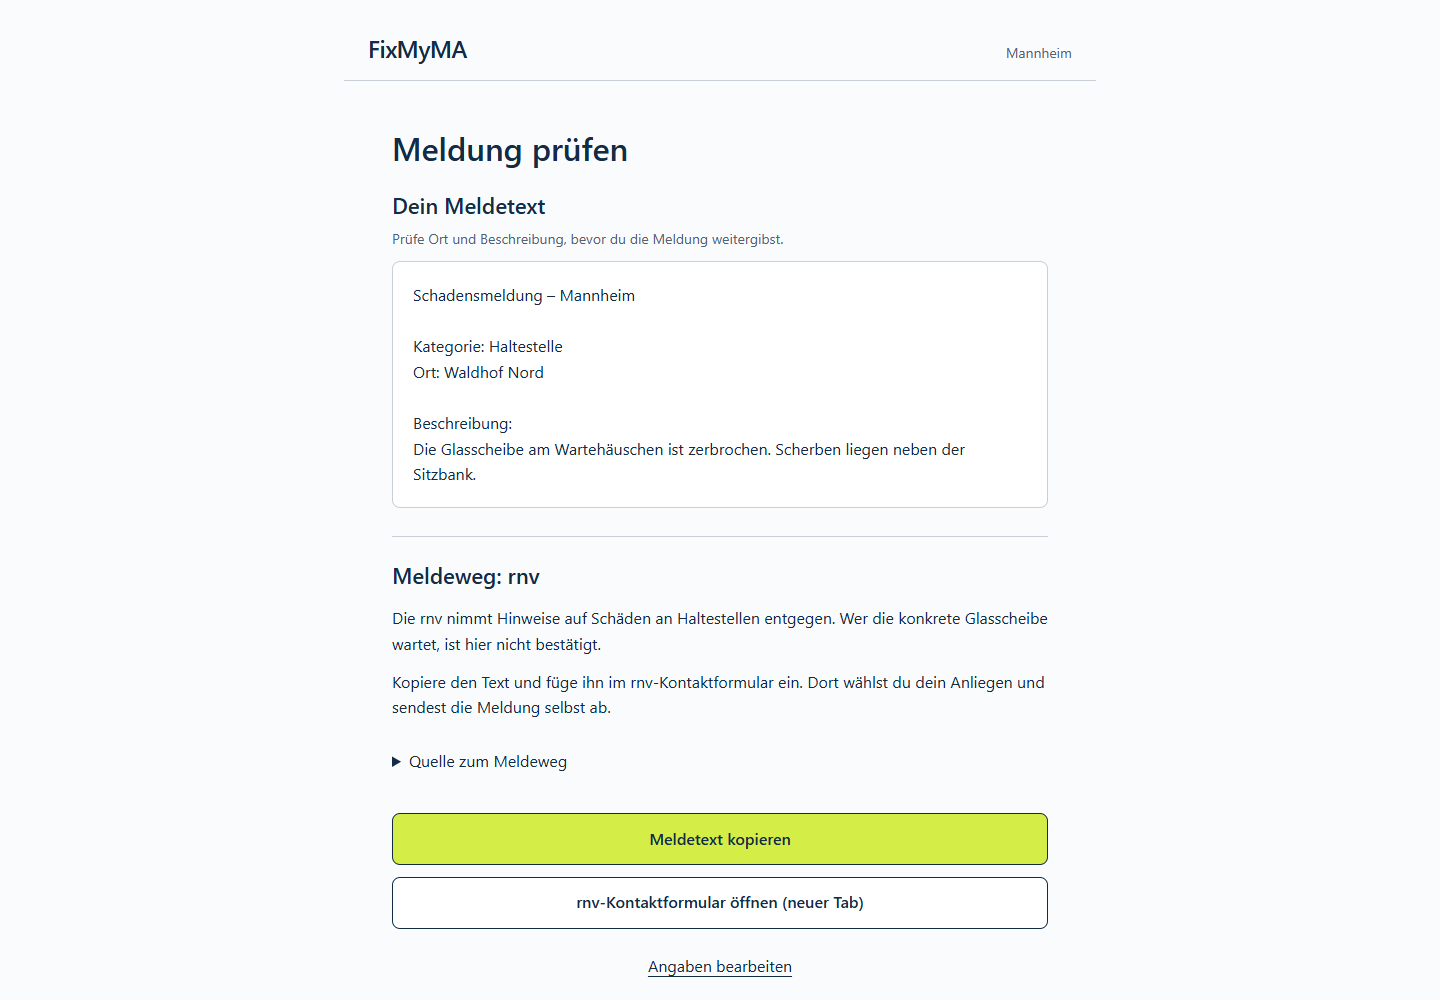 FixMyMA
Mannheim
Meldung prüfen
Dein Meldetext
Prüfe Ort und Beschreibung, bevor du die Meldung weitergibst.
Schadensmeldung – Mannheim
Kategorie: Haltestelle
Ort: Waldhof Nord
Beschreibung:
Die Glasscheibe am Wartehäuschen ist zerbrochen. Scherben liegen neben der
Sitzbank.
Meldeweg: rnv
Die rnv nimmt Hinweise auf Schäden an Haltestellen entgegen. Wer die konkrete Glasscheibe
wartet, ist hier nicht bestätigt.
Kopiere den Text und füge ihn im rnv-Kontaktformular ein. Dort wählst du dein Anliegen und
sendest die Meldung selbst ab.
Quelle zum Meldeweg
Meldetext kopieren
rnv-Kontaktformular öffnen (neuer Tab)
Angaben bearbeiten